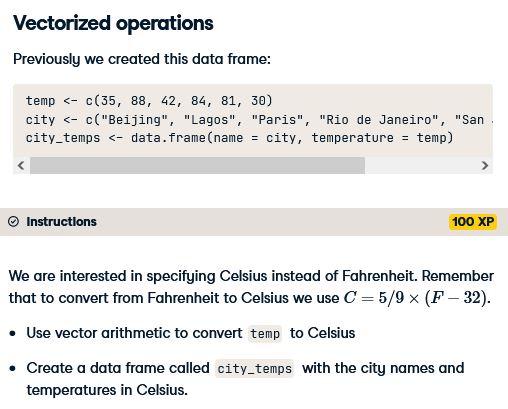 Vectorized operations
Previously we created this data frame:
temp <- c(35, 88, 42, 84, 81, 30)
city <- c("Beijing", "Lagos", "Paris", "Rio de Janeiro", "San
city_temps <- data.frame(name = city, temperature = temp)
Instructions
100 XP
We are interested in specifying Celsius instead of Fahrenheit. Remember
that to convert from Fahrenheit to Celsius we use C = 5/9 × (F − 32).
• Use vector arithmetic to convert temp to Celsius
• Create a data frame called city_temps with the city names and
temperatures in Celsius.